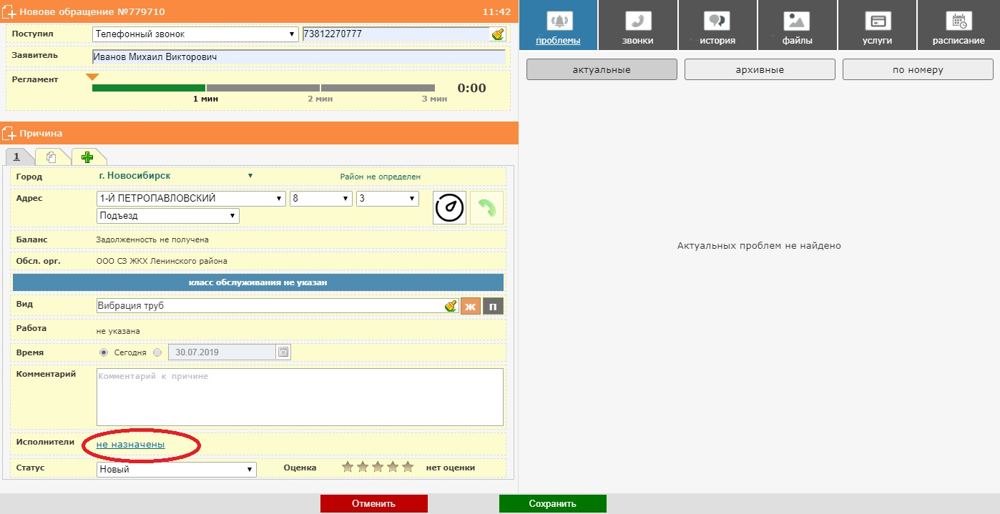 Новове обращение №779710 11:42
Поступил Телефонный звонок 73812270777
Заявитель Иванов Михаил Викторович
Регламент 0:00
1 мин 2 мин 3 мин
Причина
1
Город г. Новосибирск Район не определен
Адрес 1-Й ПЕТРОПАВЛОВСКИЙ 8 3
Подъезд
Баланс Задолженность не получена
Обсл. орг. ООО СЗ ЖКХ Ленинского района
класс обслуживания не указан
Вид Вибрация труб ж п
Работа не указана
Время Сегодня 30.07.2019
Комментарий Комментарий к причине
Исполнители не назначены
Статус Новый Оценка нет оценки
Отменить Сохранить
проблемы звонки история файлы услуги расписание
актуальные архивные по номеру
Актуальных проблем не найдено